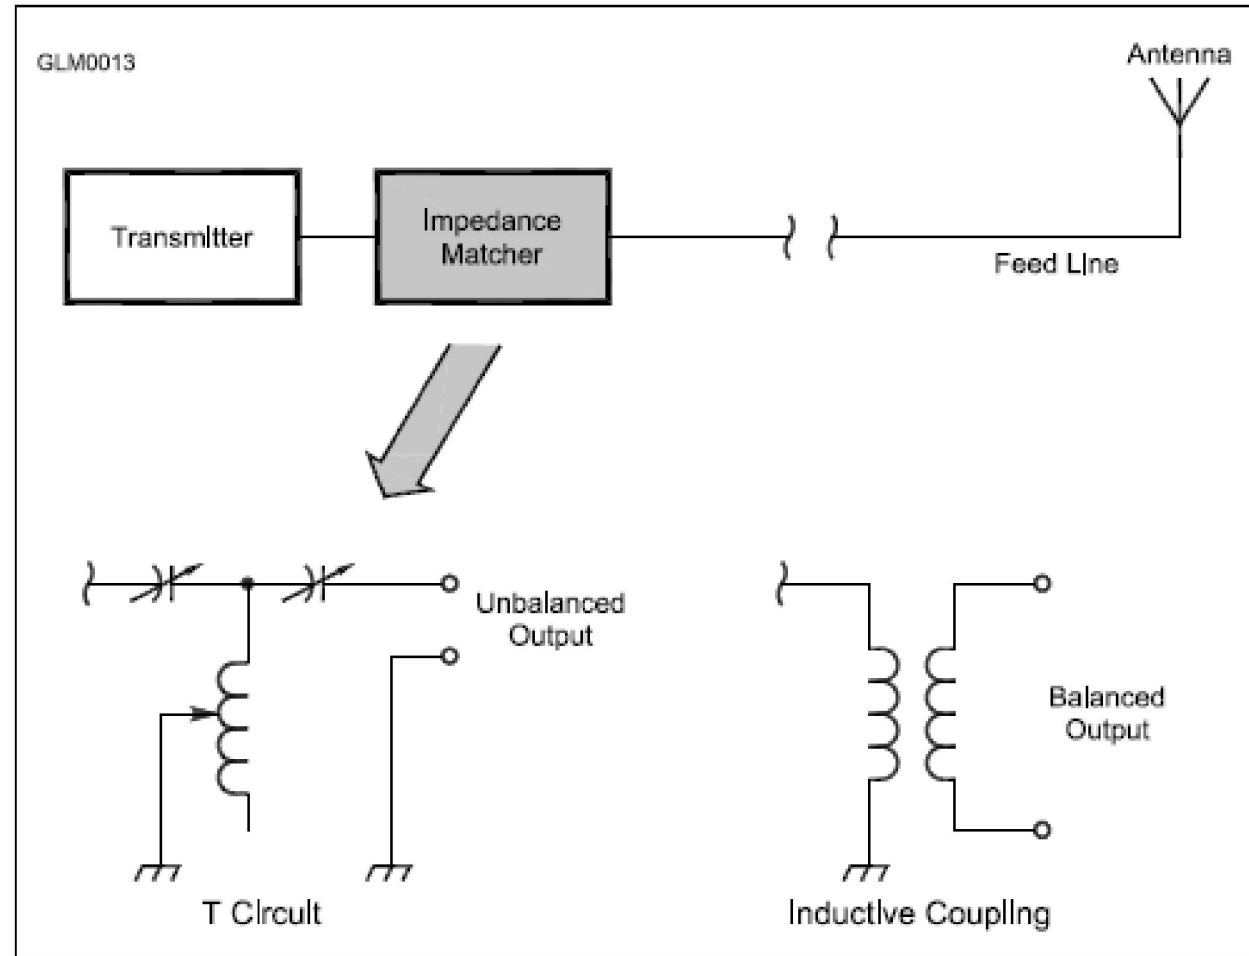 GLM0013
Antenna
Transmitter
Impedance
Matcher
Feed Line
Unbalanced
Output
Balanced
Output
T Circuit
Inductive Coupling